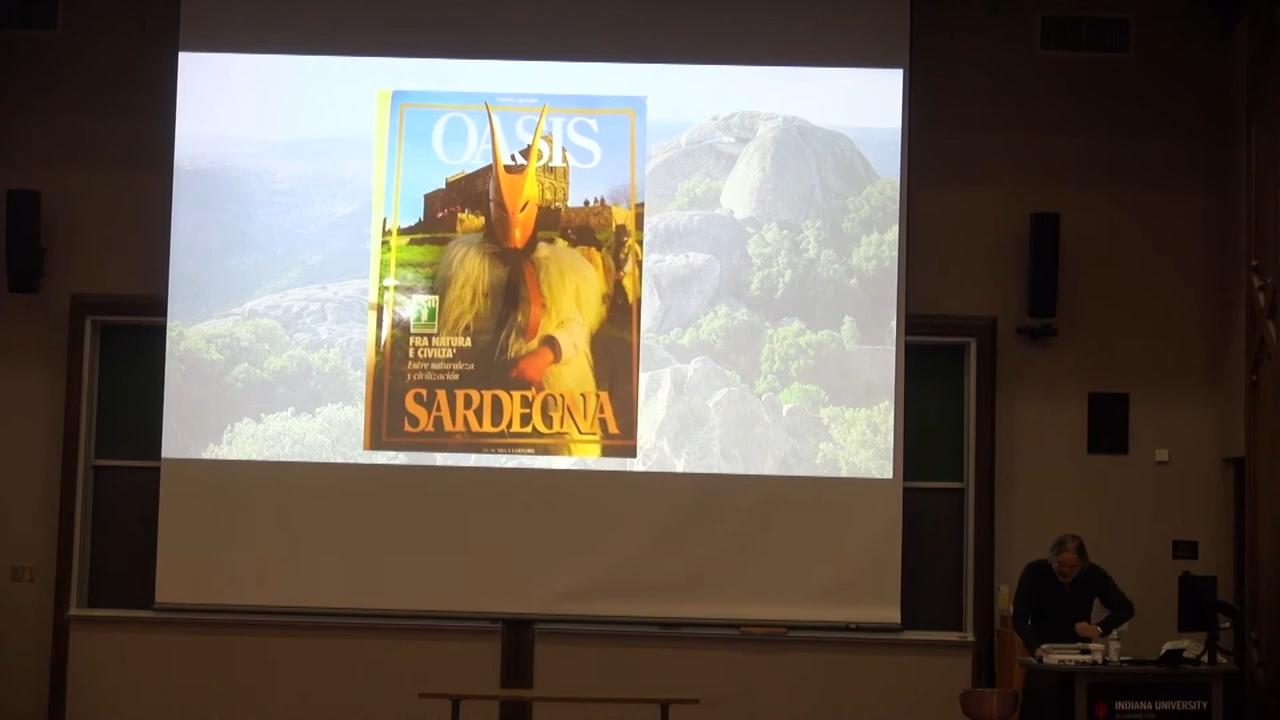 OASIS
FRA NATURA
E CIVILTA'
Entre naturaleza
y civilización
SARDEGNA
INDIANA UNIVERSITY